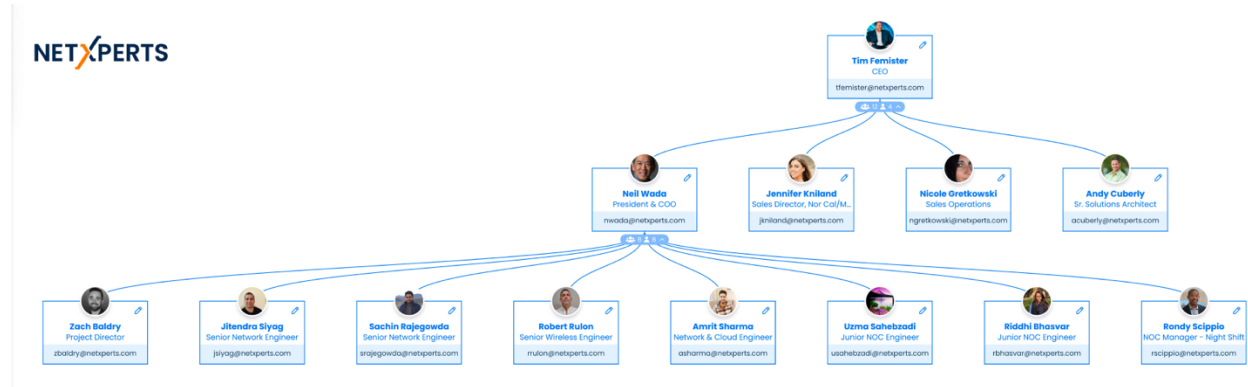 NETXPERTS
Tim Femister
CEO
tfemister@netxperts.com
12 4
Neil Wada
President & COO
nwada@netxperts.com
Jennifer Kniland
Sales Director, Nor Cal/M...
jkniland@netxperts.com
Nicole Gretkowski
Sales Operations
ngretkowski@netxperts.com
Andy Cuberly
Sr. Solutions Architect
acuberly@netxperts.com
8 8
Zach Baldry
Project Director
zbaldry@netxperts.com
Jitendra Siyag
Senior Network Engineer
jsiyag@netxperts.com
Sachin Rajegowda
Senior Network Engineer
srajegowda@netxperts.com
Robert Rulon
Senior Wireless Engineer
rrulon@netxperts.com
Amrit Sharma
Network & Cloud Engineer
asharma@netxperts.com
Uzma Sahebzadi
Junior NOC Engineer
usahebzadi@netxperts.com
Riddhi Bhasvar
Junior NOC Engineer
rbhasvar@netxperts.com
Rondy Scippio
NOC Manager - Night Shift
rscippio@netxperts.com